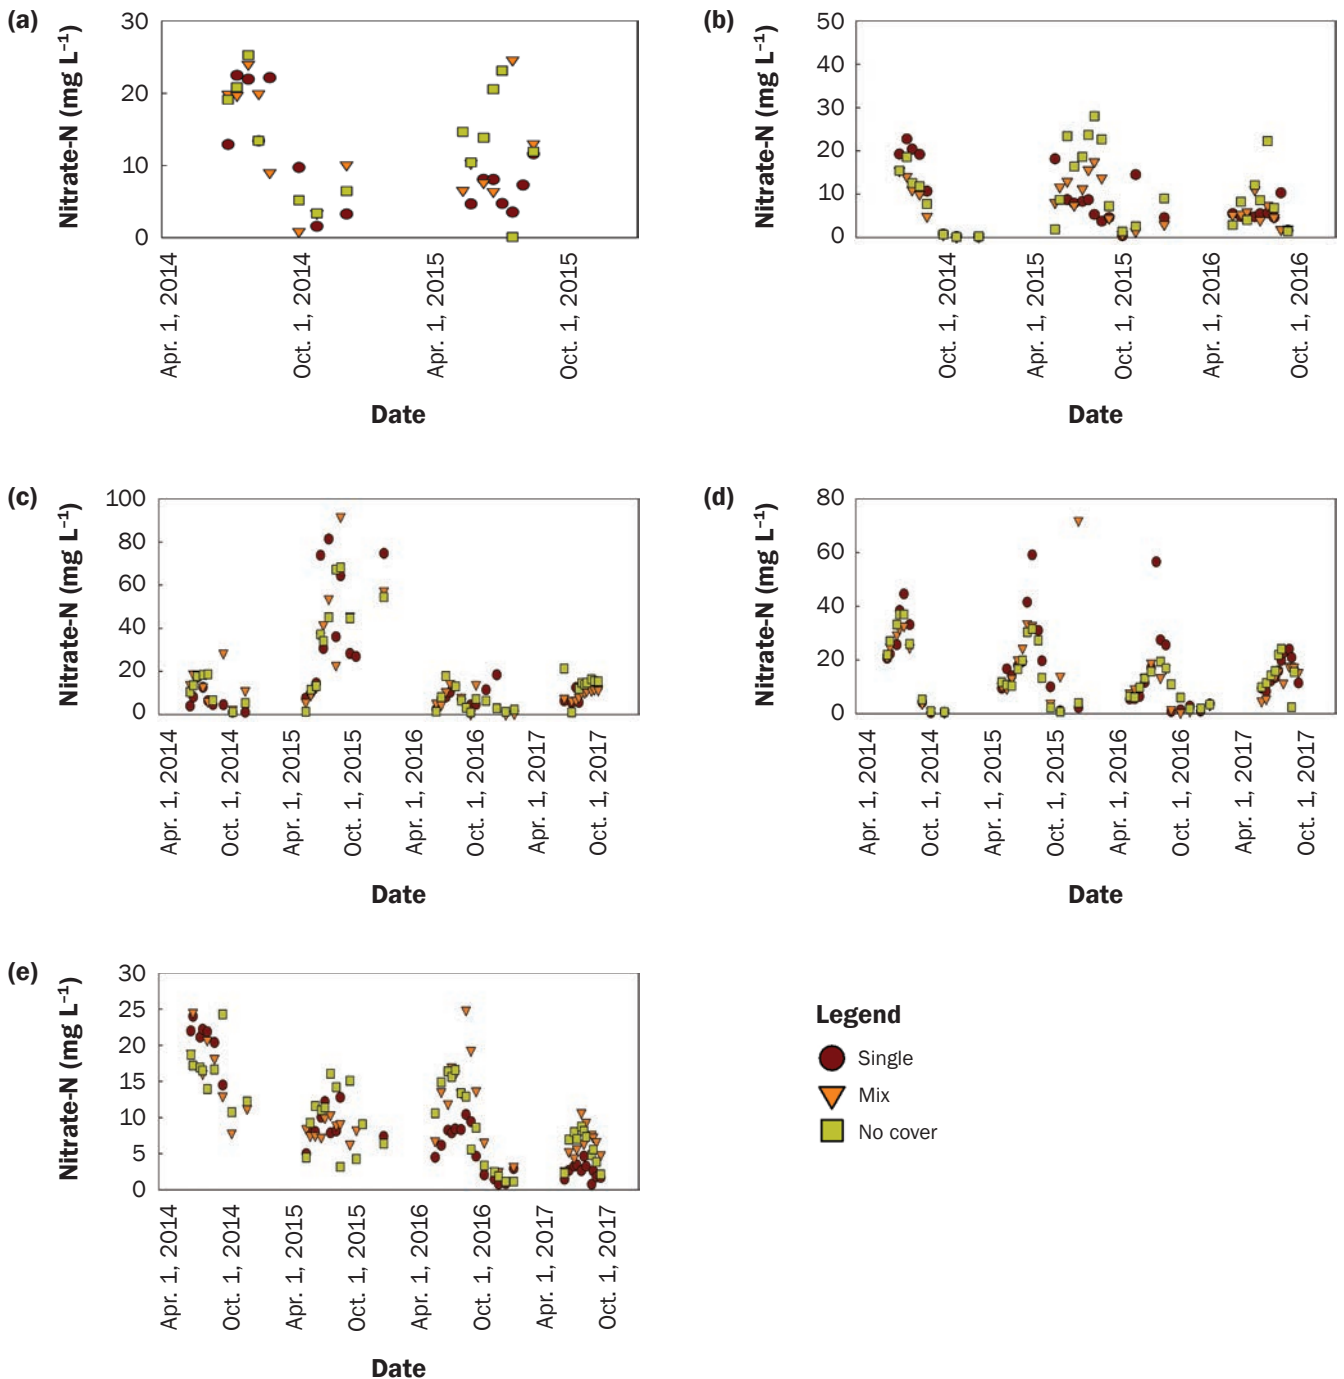 (a)
Nitrate-N (mg L⁻¹)
30
20
10
0
Apr. 1, 2014
Oct. 1, 2014
Apr. 1, 2015
Oct. 1, 2015
Date
(b)
Nitrate-N (mg L⁻¹)
50
40
30
20
10
0
Oct. 1, 2014
Apr. 1, 2015
Oct. 1, 2015
Apr. 1, 2016
Oct. 1, 2016
Date
(c)
Nitrate-N (mg L⁻¹)
100
80
60
40
20
0
Apr. 1, 2014
Oct. 1, 2014
Apr. 1, 2015
Oct. 1, 2015
Apr. 1, 2016
Oct. 1, 2016
Apr. 1, 2017
Oct. 1, 2017
Date
(d)
Nitrate-N (mg L⁻¹)
80
60
40
20
0
Apr. 1, 2014
Oct. 1, 2014
Apr. 1, 2015
Oct. 1, 2015
Apr. 1, 2016
Oct. 1, 2016
Apr. 1, 2017
Oct. 1, 2017
Date
(e)
Nitrate-N (mg L⁻¹)
30
25
20
15
10
5
0
Apr. 1, 2014
Oct. 1, 2014
Apr. 1, 2015
Oct. 1, 2015
Apr. 1, 2016
Oct. 1, 2016
Apr. 1, 2017
Oct. 1, 2017
Date
Legend
Single
Mix
No cover